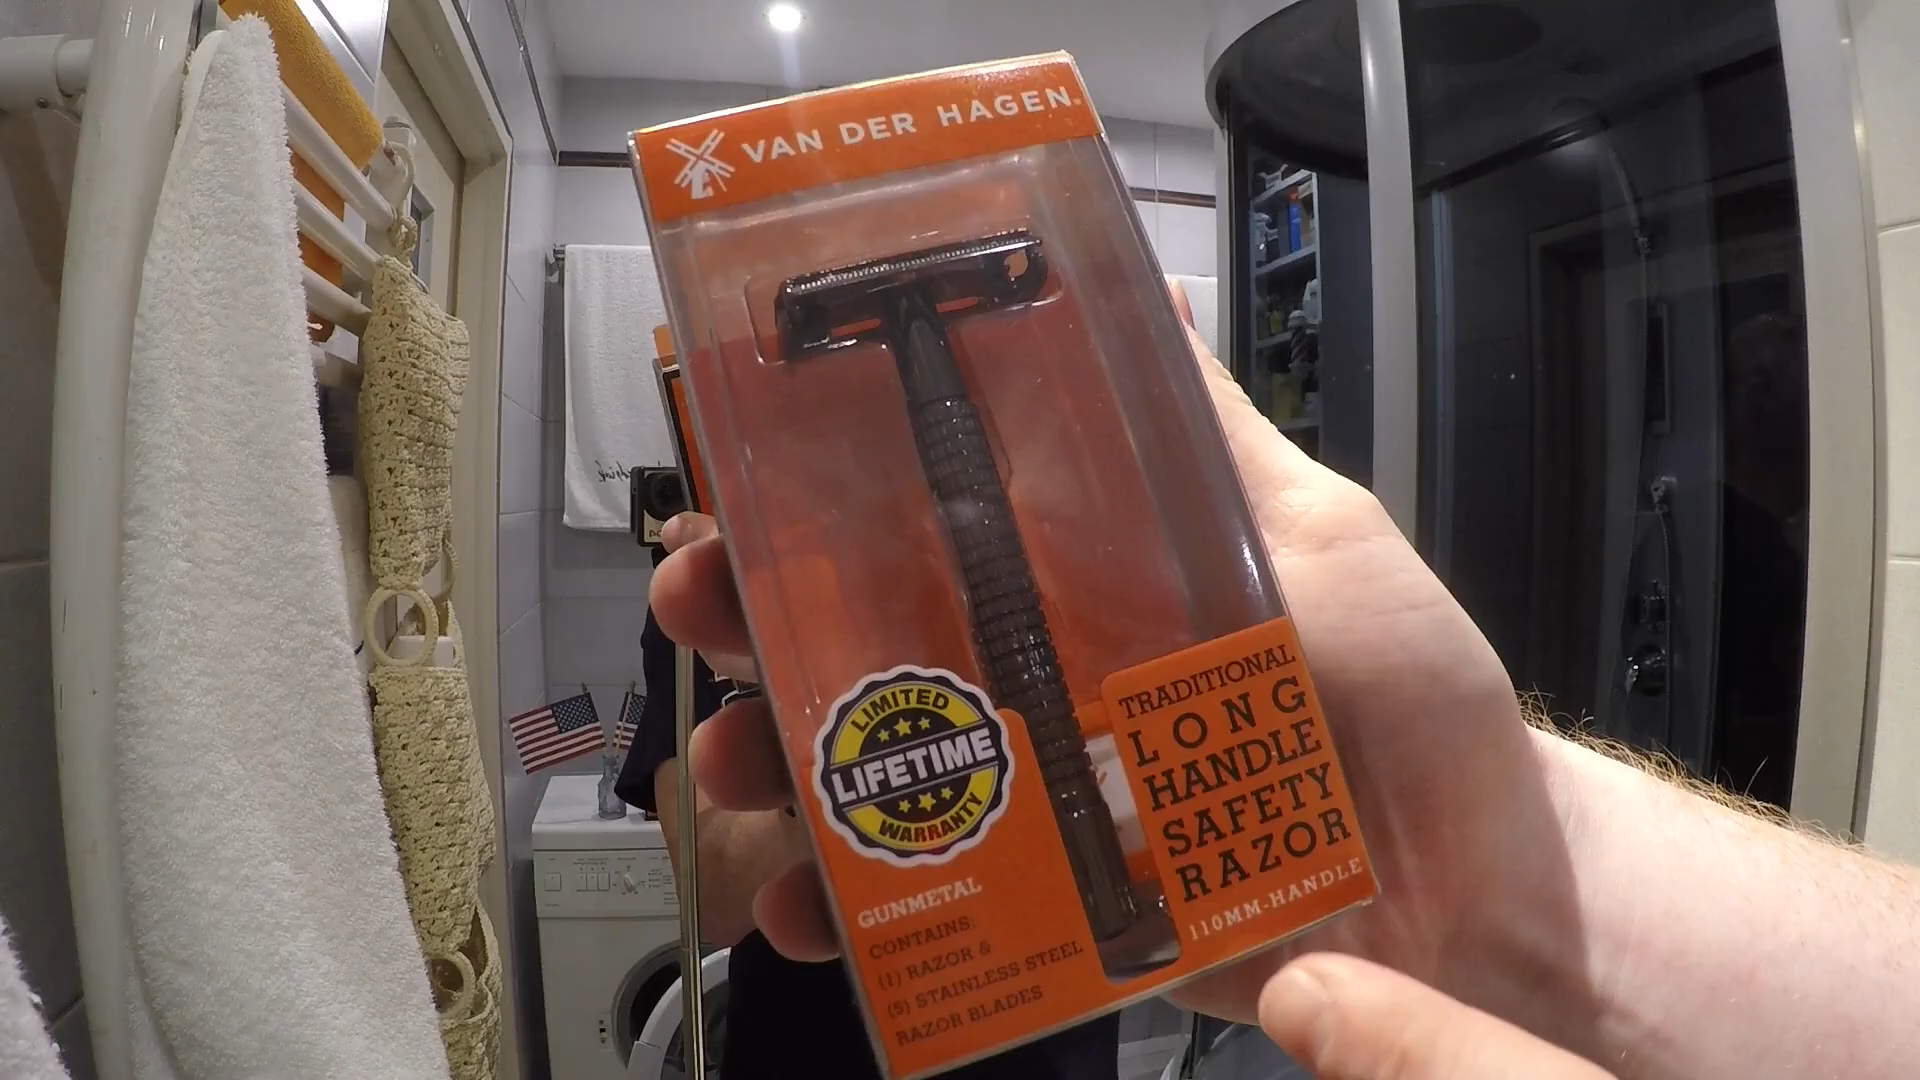 VAN DER HAGEN
LIMITED
LIFETIME
WARRANTY
GUNMETAL
CONTAINS:
(1) RAZOR &
(5) STAINLESS STEEL
RAZOR BLADES
TRADITIONAL
LONG
HANDLE
SAFETY
RAZOR
110MM-HANDLE